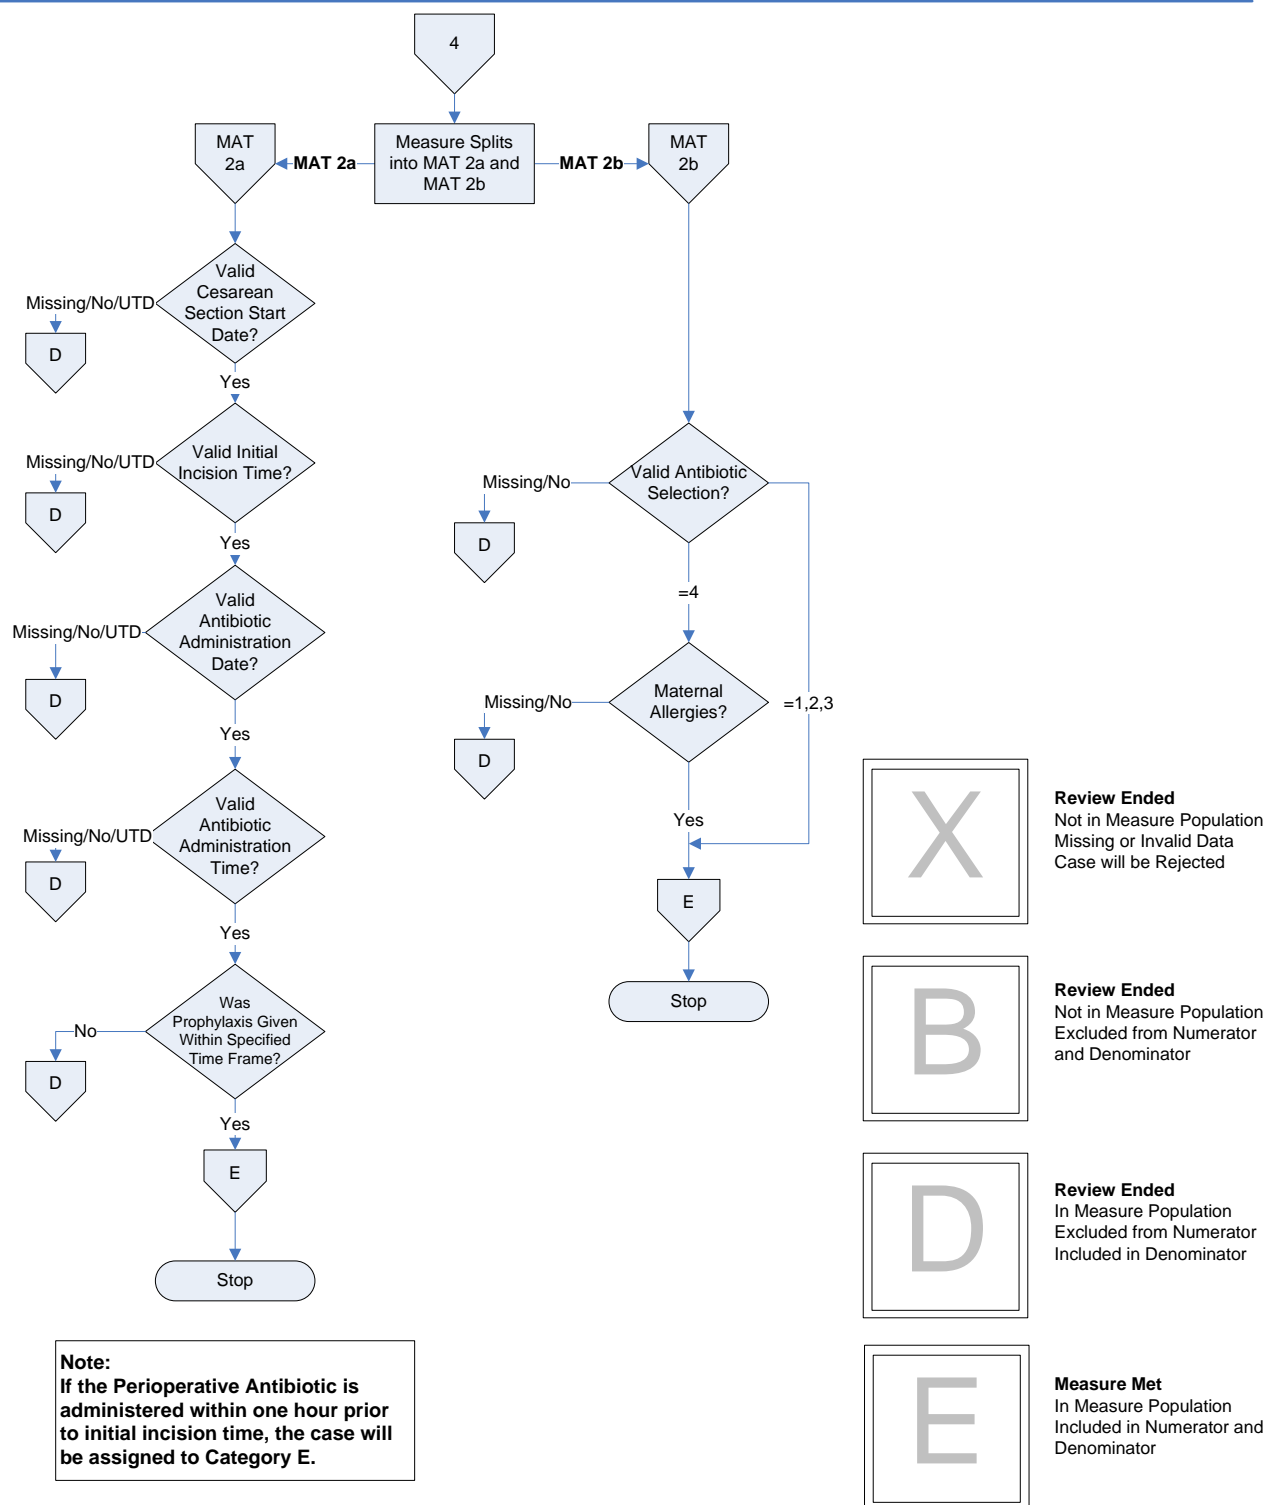 4
MAT
2a
MAT 2a
Measure Splits
into MAT 2a and
MAT 2b
MAT 2b
MAT
2b
Valid
Cesarean
Section Start
Date?
Missing/No/UTD
D
Yes
Valid Initial
Incision Time?
Missing/No/UTD
D
Yes
Valid
Antibiotic
Administration
Date?
Missing/No/UTD
D
Yes
Valid
Antibiotic
Administration
Time?
Missing/No/UTD
D
Yes
Was
Prophylaxis Given
Within Specified
Time Frame?
No
D
Yes
E
Stop
Valid Antibiotic
Selection?
Missing/No
D
=4
=1,2,3
Maternal
Allergies?
Missing/No
D
Yes
E
Stop
X
Review Ended
Not in Measure Population
Missing or Invalid Data
Case will be Rejected
B
Review Ended
Not in Measure Population
Excluded from Numerator
and Denominator
D
Review Ended
In Measure Population
Excluded from Numerator
Included in Denominator
E
Measure Met
In Measure Population
Included in Numerator and
Denominator
Note:
If the Perioperative Antibiotic is
administered within one hour prior
to initial incision time, the case will
be assigned to Category E.